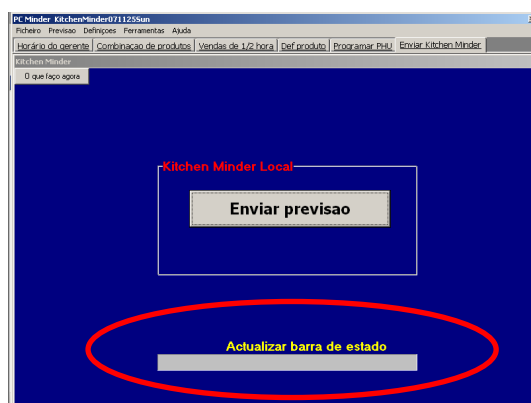 PC Minder KitchenMinder071125Sun
Ficheiro Previsao Definiçoes Ferramentas Ajuda
Horário do gerente Combinacao de produtos Vendas de 1/2 hora Def produto Programar PHU Enviar Kitchen Minder
Kitchen Minder
O que faço agora
Kitchen Minder Local
Enviar previsao
Actualizar barra de estado